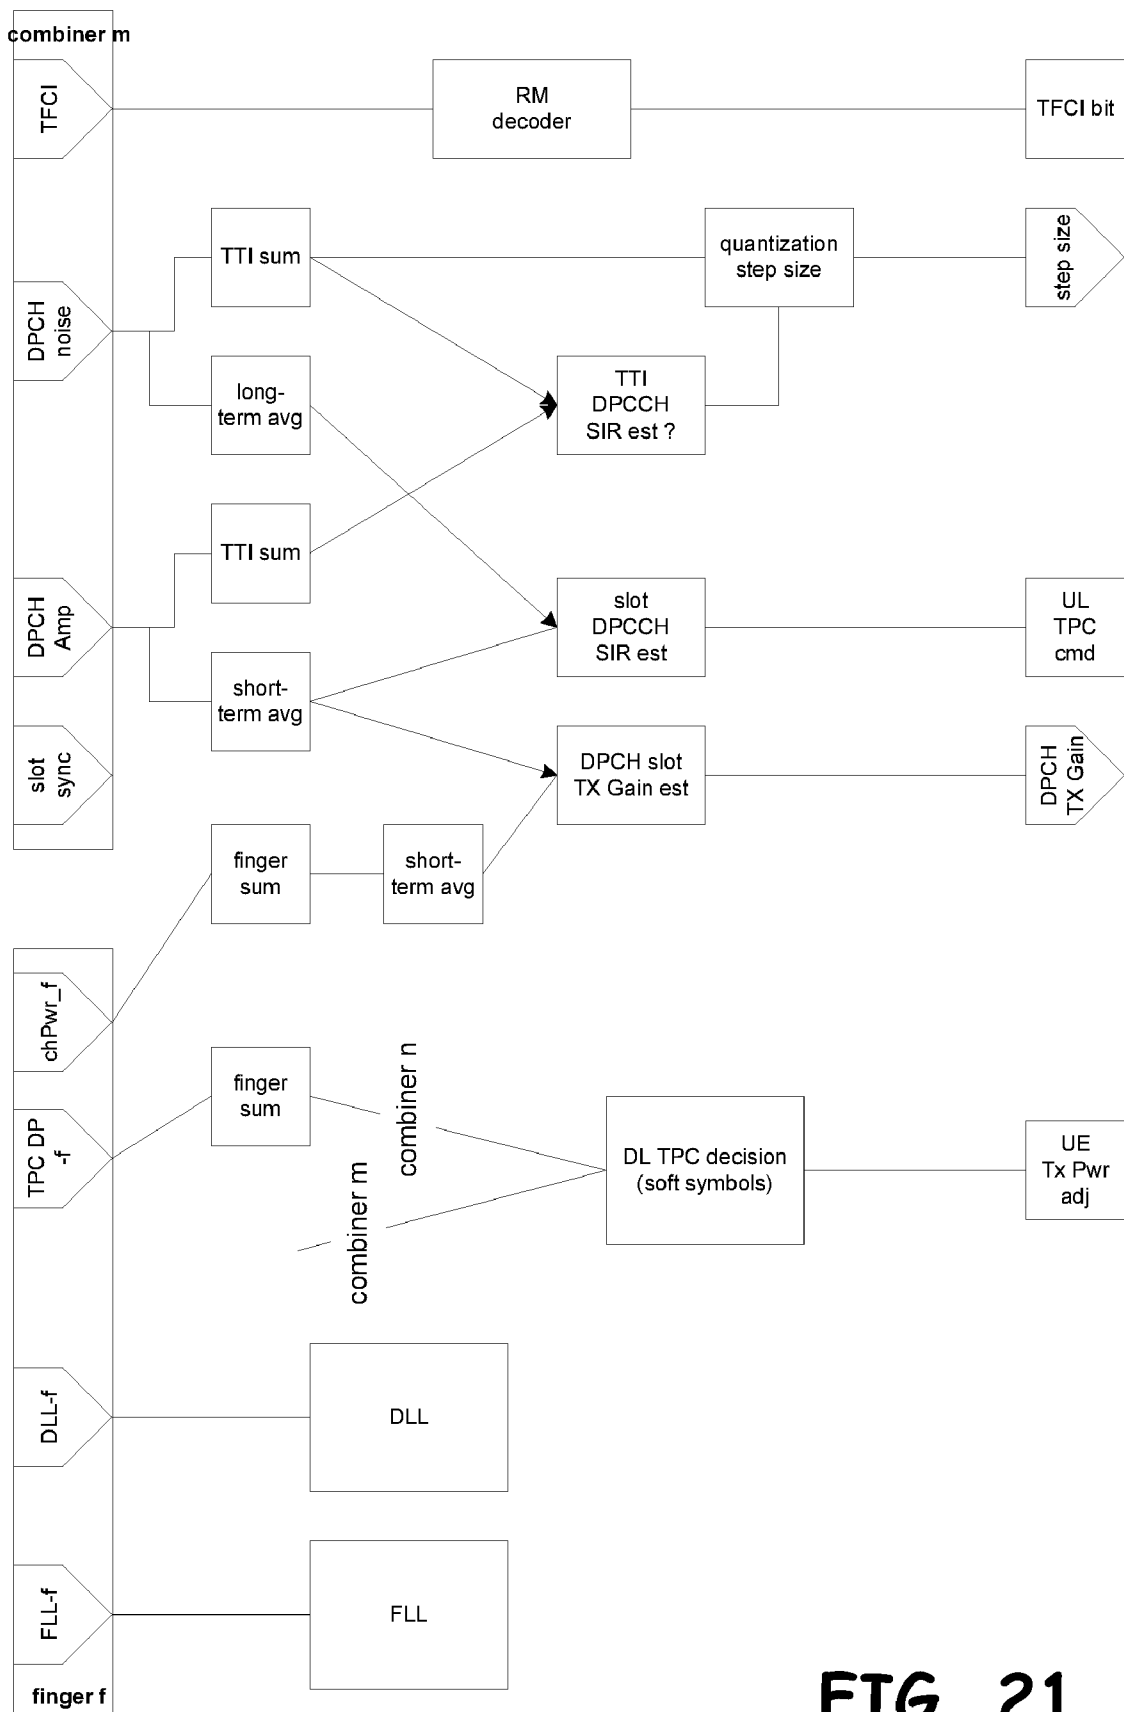 combiner m
TFCI
RM
decoder
TFCI bit
TTI sum
quantization
step size
step size
DPCH
noise
long-
term avg
TTI
DPCCH
SIR est ?
TTI sum
DPCH
Amp
slot
DPCCH
SIR est
UL
TPC
cmd
short-
term avg
slot
sync
DPCH slot
TX Gain est
DPCH
TX Gain
finger
sum
short-
term avg
chPwr_f
finger
sum
combiner n
TPC DP
-f
DL TPC decision
(soft symbols)
UE
Tx Pwr
adj
combiner m
DLL-f
DLL
FLL-f
FLL
finger f
FIG. 21